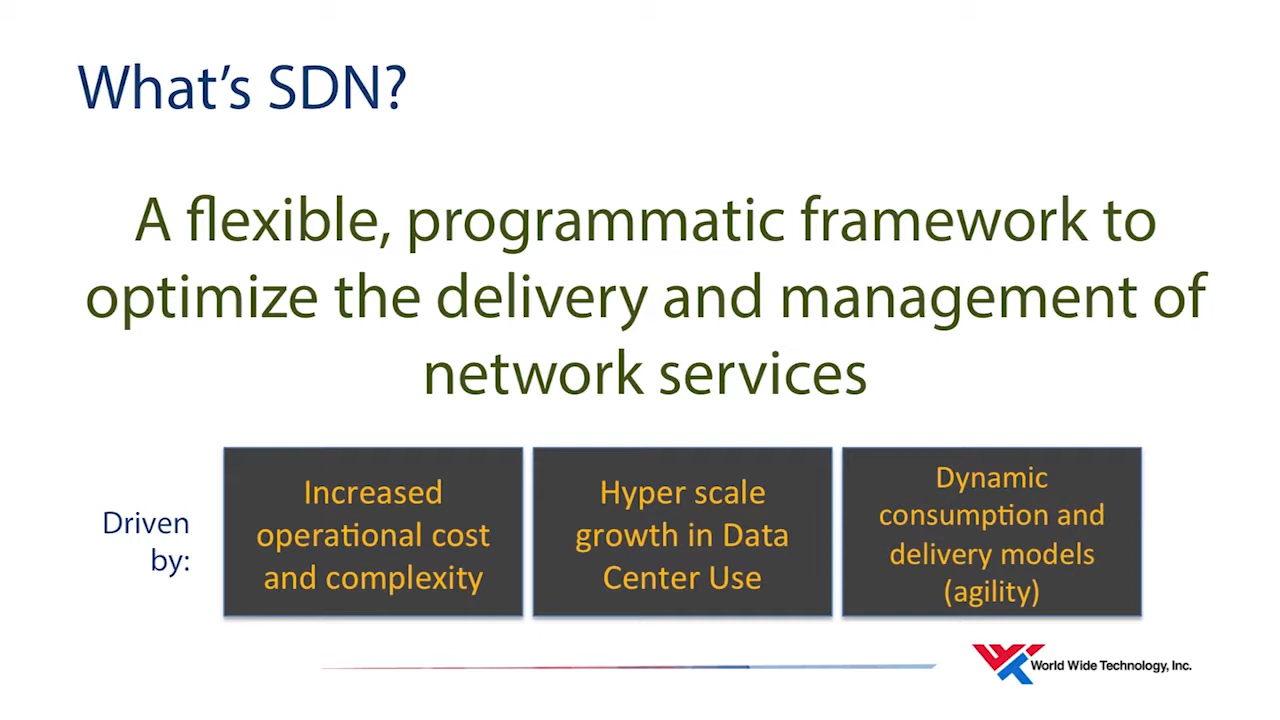 What's SDN?
A flexible, programmatic framework to
optimize the delivery and management of
network services
Driven
by:
Increased
operational cost
and complexity
Hyper scale
growth in Data
Center Use
Dynamic
consumption and
delivery models
(agility)
World Wide Technology, Inc.